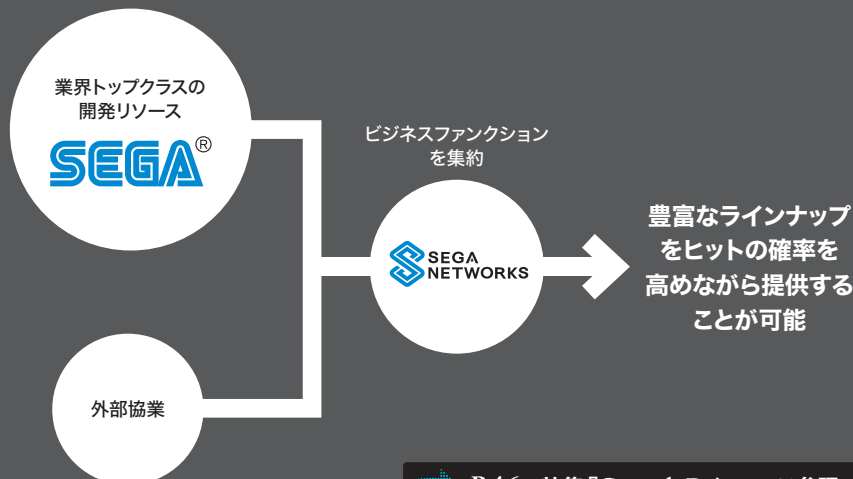 業界トップクラスの
開発リソース
SEGA®
ビジネスファンクション
を集約
SEGA
NETWORKS
豊富なラインナップ
をヒットの確率を
高めながら提供する
ことが可能
外部協業